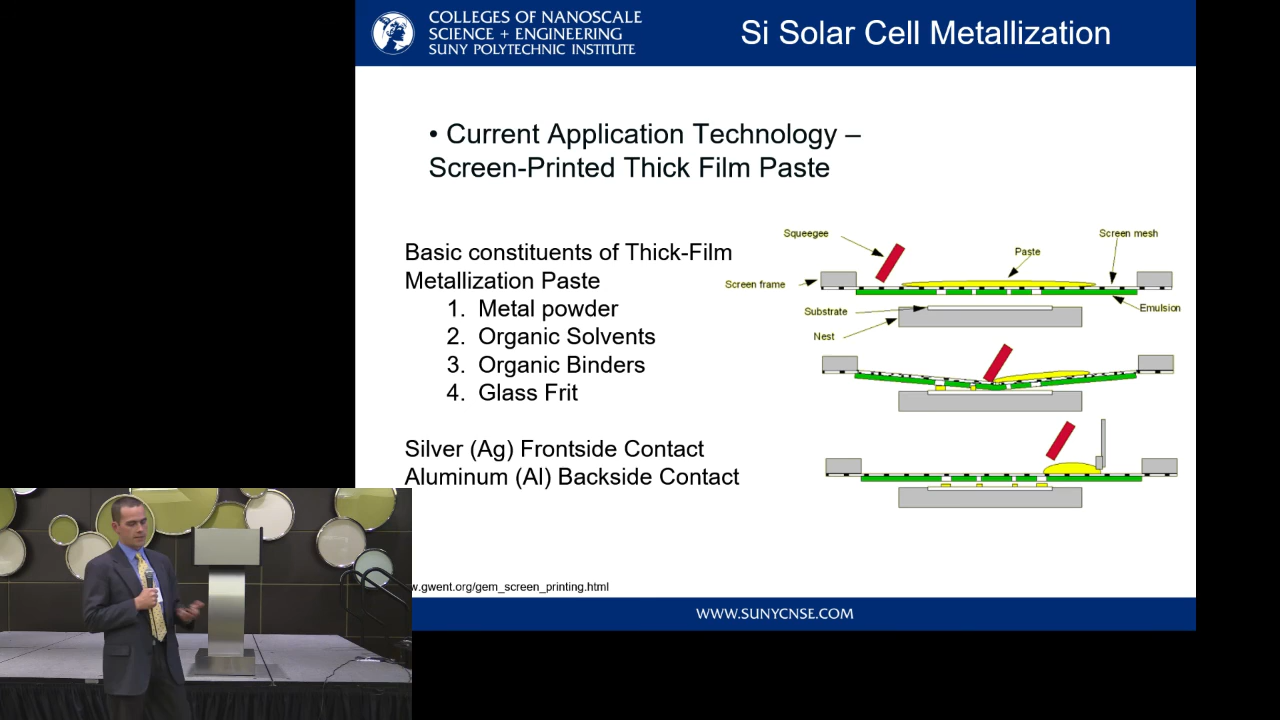 COLLEGES OF NANOSCALE
SCIENCE + ENGINEERING
SUNY POLYTECHNIC INSTITUTE
Si Solar Cell Metallization
• Current Application Technology –
Screen-Printed Thick Film Paste
Basic constituents of Thick-Film
Metallization Paste
1. Metal powder
2. Organic Solvents
3. Organic Binders
4. Glass Frit
Silver (Ag) Frontside Contact
Aluminum (Al) Backside Contact
Squeegee
Paste
Screen mesh
Screen frame
Substrate
Emulsion
Nest
w.gwent.org/gem_screen_printing.html
WWW.SUNYCNSE.COM